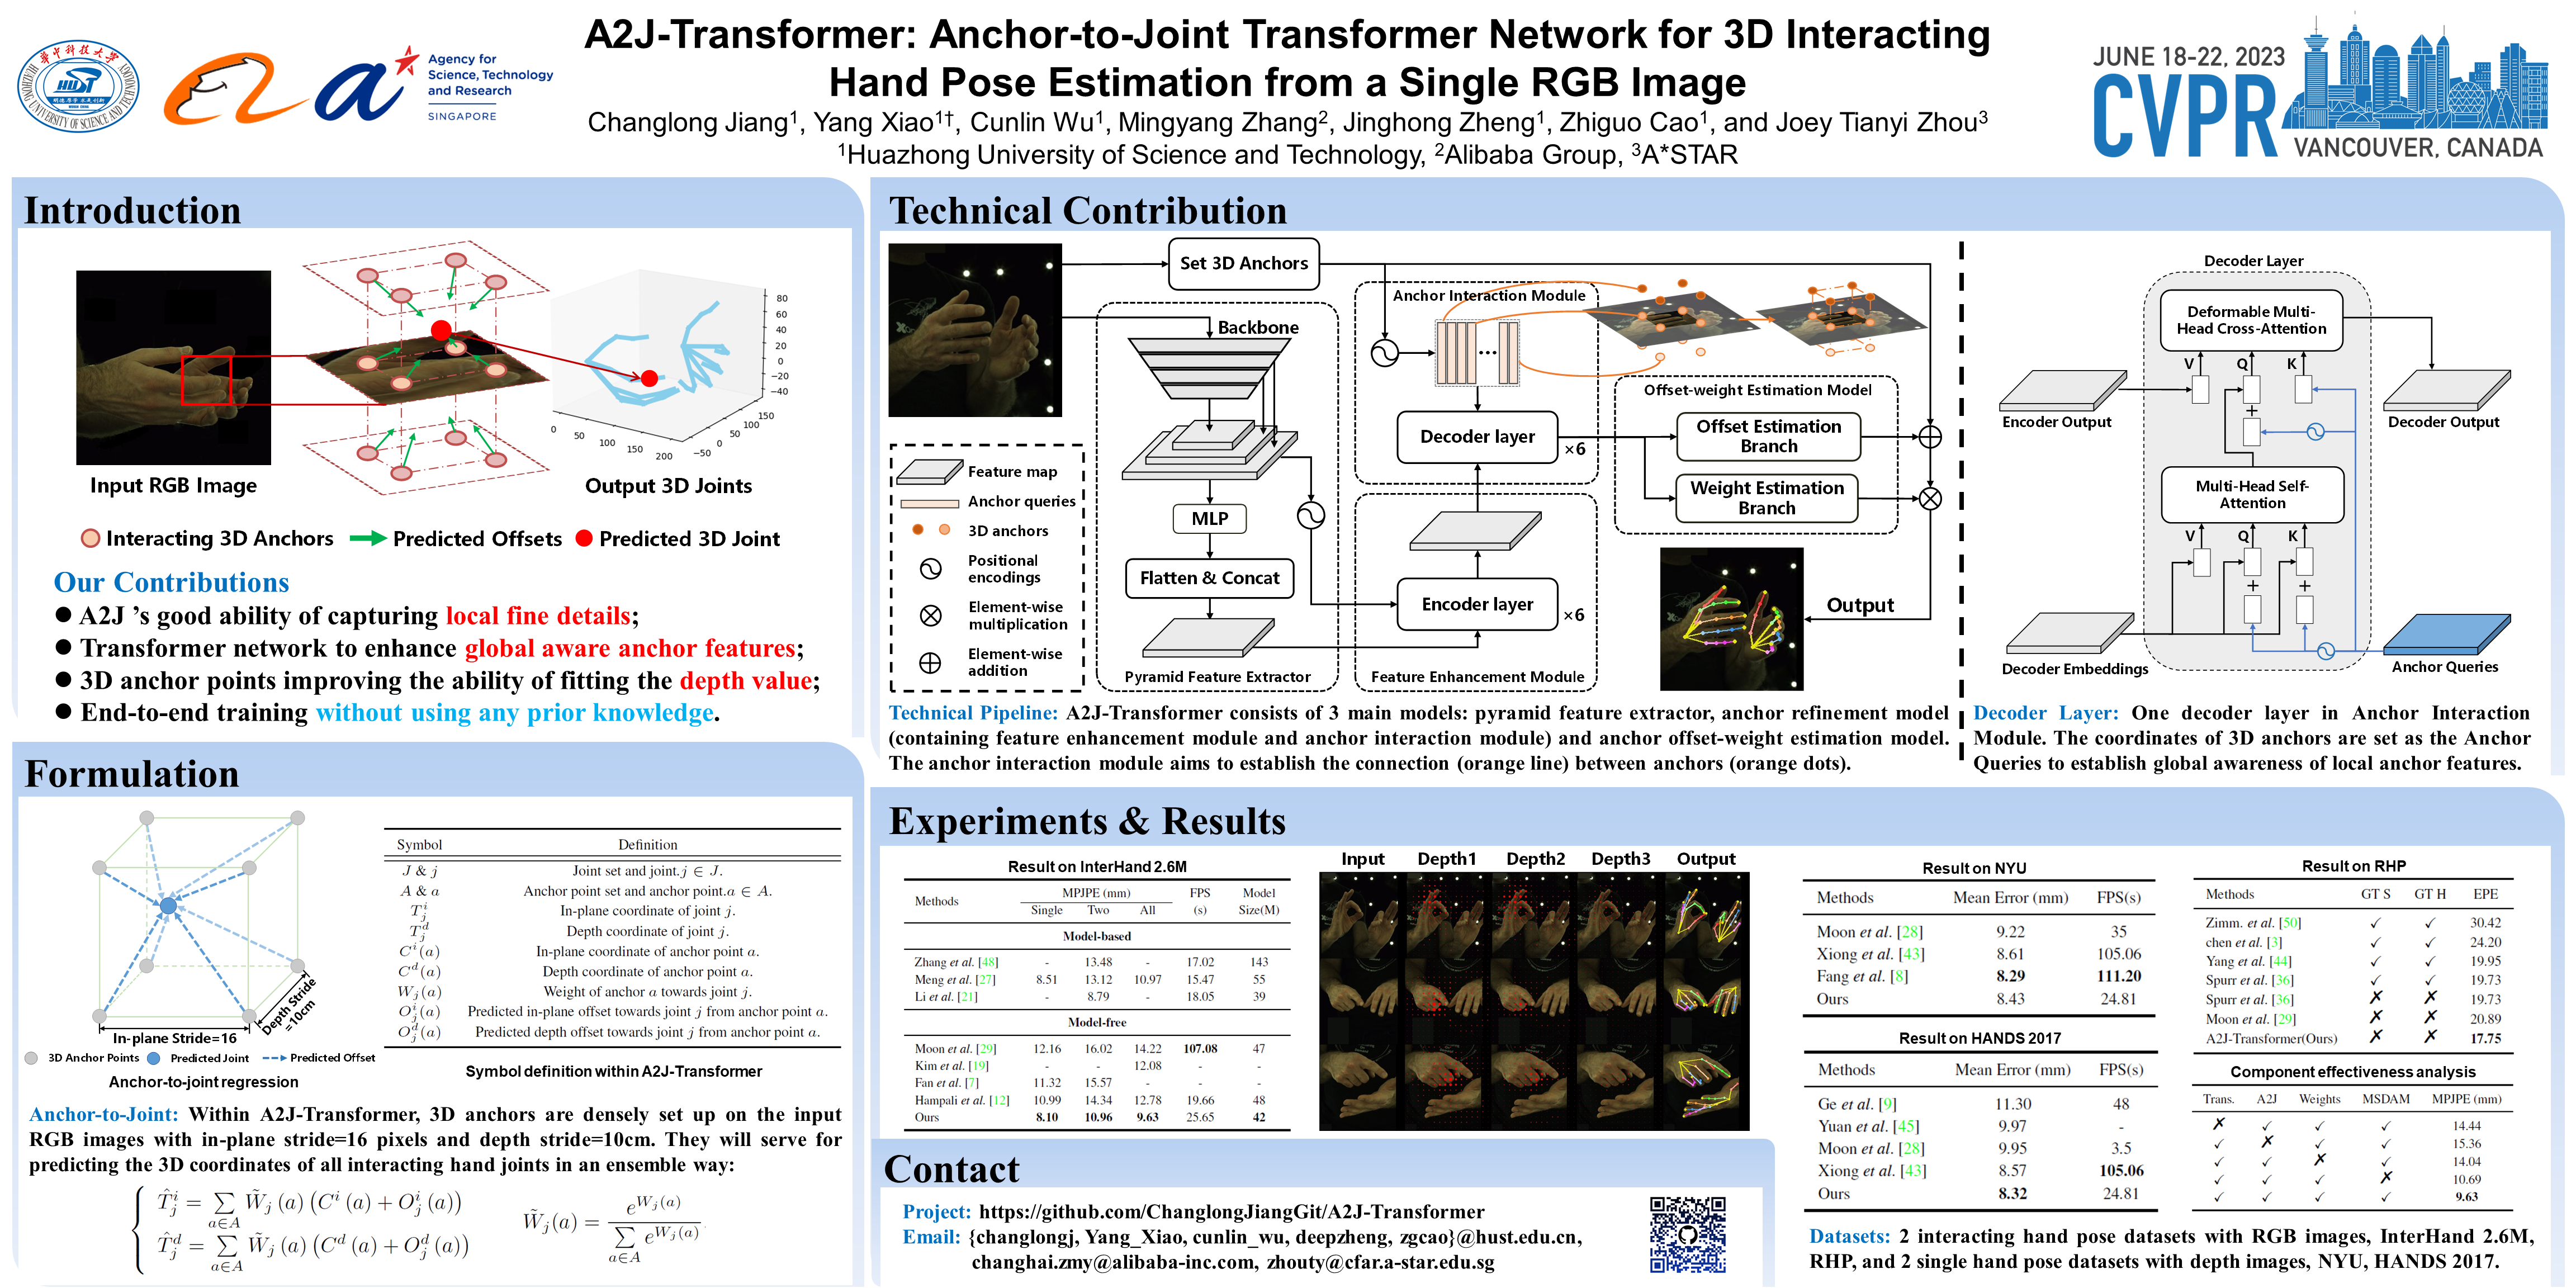 A2J-Transformer: Anchor-to-Joint Transformer Network for 3D Interacting
Hand Pose Estimation from a Single RGB Image
Changlong Jiang¹, Yang Xiao¹†, Cunlin Wu¹, Mingyang Zhang², Jinghong Zheng¹, Zhiguo Cao¹, and Joey Tianyi Zhou³
¹Huazhong University of Science and Technology, ²Alibaba Group, ³A*STAR
Agency for
Science, Technology
and Research
SINGAPORE
JUNE 18-22, 2023
CVPR
VANCOUVER, CANADA
Introduction
Input RGB Image
Output 3D Joints
80
60
40
20
0
−20
−40
0
50
100
150
200
−50
0
50
100
150
Interacting 3D Anchors
Predicted Offsets
Predicted 3D Joint
Our Contributions
● A2J 's good ability of capturing local fine details;
● Transformer network to enhance global aware anchor features;
● 3D anchor points improving the ability of fitting the depth value;
● End-to-end training without using any prior knowledge.
Formulation
In-plane Stride=16
Depth Stride
=10cm
3D Anchor Points
Predicted Joint
Predicted Offset
Anchor-to-joint regression
Symbol Definition
J & j Joint set and joint.j ∈ J.
A & a Anchor point set and anchor point.a ∈ A.
T_j^i In-plane coordinate of joint j.
T_j^d Depth coordinate of joint j.
C^i(a) In-plane coordinate of anchor point a.
C^d(a) Depth coordinate of anchor point a.
W_j(a) Weight of anchor a towards joint j.
O_j^i(a) Predicted in-plane offset towards joint j from anchor point a.
O_j^d(a) Predicted depth offset towards joint j from anchor point a.
Symbol definition within A2J-Transformer
Anchor-to-Joint: Within A2J-Transformer, 3D anchors are densely set up on the input
RGB images with in-plane stride=16 pixels and depth stride=10cm. They will serve for
predicting the 3D coordinates of all interacting hand joints in an ensemble way:
T̂_j^i = Σ_{a∈A} W̃_j(a) (C^i(a) + O_j^i(a))
T̂_j^d = Σ_{a∈A} W̃_j(a) (C^d(a) + O_j^d(a))
W̃_j(a) = e^{W_j(a)} / Σ_{a∈A} e^{W_j(a)}
Technical Contribution
Set 3D Anchors
Backbone
MLP
Flatten & Concat
Pyramid Feature Extractor
Anchor Interaction Module
Decoder layer
×6
Encoder layer
×6
Feature Enhancement Module
Offset-weight Estimation Model
Offset Estimation
Branch
Weight Estimation
Branch
Output
Feature map
Anchor queries
3D anchors
Positional
encodings
Element-wise
multiplication
Element-wise
addition
Decoder Layer
Deformable Multi-
Head Cross-Attention
V Q K
Encoder Output
Decoder Output
+
Multi-Head Self-
Attention
V Q K
+ +
Decoder Embeddings
Anchor Queries
Technical Pipeline: A2J-Transformer consists of 3 main models: pyramid feature extractor, anchor refinement model
(containing feature enhancement module and anchor interaction module) and anchor offset-weight estimation model.
The anchor interaction module aims to establish the connection (orange line) between anchors (orange dots).
Decoder Layer: One decoder layer in Anchor Interaction
Module. The coordinates of 3D anchors are set as the Anchor
Queries to establish global awareness of local anchor features.
Experiments & Results
Result on InterHand 2.6M
Methods MPJPE (mm) FPS Model
Single Two All (s) Size(M)
Model-based
Zhang et al. [48] - 13.48 - 17.02 143
Meng et al. [27] 8.51 13.12 10.97 15.47 55
Li et al. [21] - 8.79 - 18.05 39
Model-free
Moon et al. [29] 12.16 16.02 14.22 107.08 47
Kim et al. [19] - - 12.08 - -
Fan et al. [7] 11.32 15.57 - - -
Hampali et al. [12] 10.99 14.34 12.78 19.66 48
Ours 8.10 10.96 9.63 25.65 42
Input Depth1 Depth2 Depth3 Output
Result on NYU
Methods Mean Error (mm) FPS(s)
Moon et al. [28] 9.22 35
Xiong et al. [43] 8.61 105.06
Fang et al. [8] 8.29 111.20
Ours 8.43 24.81
Result on HANDS 2017
Methods Mean Error (mm) FPS(s)
Ge et al. [9] 11.30 48
Yuan et al. [45] 9.97 -
Moon et al. [28] 9.95 3.5
Xiong et al. [43] 8.57 105.06
Ours 8.32 24.81
Result on RHP
Methods GT S GT H EPE
Zimm. et al. [50] ✓ ✓ 30.42
chen et al. [3] ✓ ✓ 24.20
Yang et al. [44] ✓ ✓ 19.95
Spurr et al. [36] ✓ ✓ 19.73
Spurr et al. [36] ✗ ✗ 19.73
Moon et al. [29] ✗ ✗ 20.89
A2J-Transformer(Ours) ✗ ✗ 17.75
Component effectiveness analysis
Trans. A2J Weights MSDAM MPJPE (mm)
✗ ✓ ✓ ✓ 14.44
✓ ✗ ✓ ✓ 15.36
✓ ✓ ✗ ✓ 14.04
✓ ✓ ✓ ✗ 10.69
✓ ✓ ✓ ✓ 9.63
Datasets: 2 interacting hand pose datasets with RGB images, InterHand 2.6M,
RHP, and 2 single hand pose datasets with depth images, NYU, HANDS 2017.
Contact
Project: https://github.com/ChanglongJiangGit/A2J-Transformer
Email: {changlongj, Yang_Xiao, cunlin_wu, deepzheng, zgcao}@hust.edu.cn,
changhai.zmy@alibaba-inc.com, zhouty@cfar.a-star.edu.sg